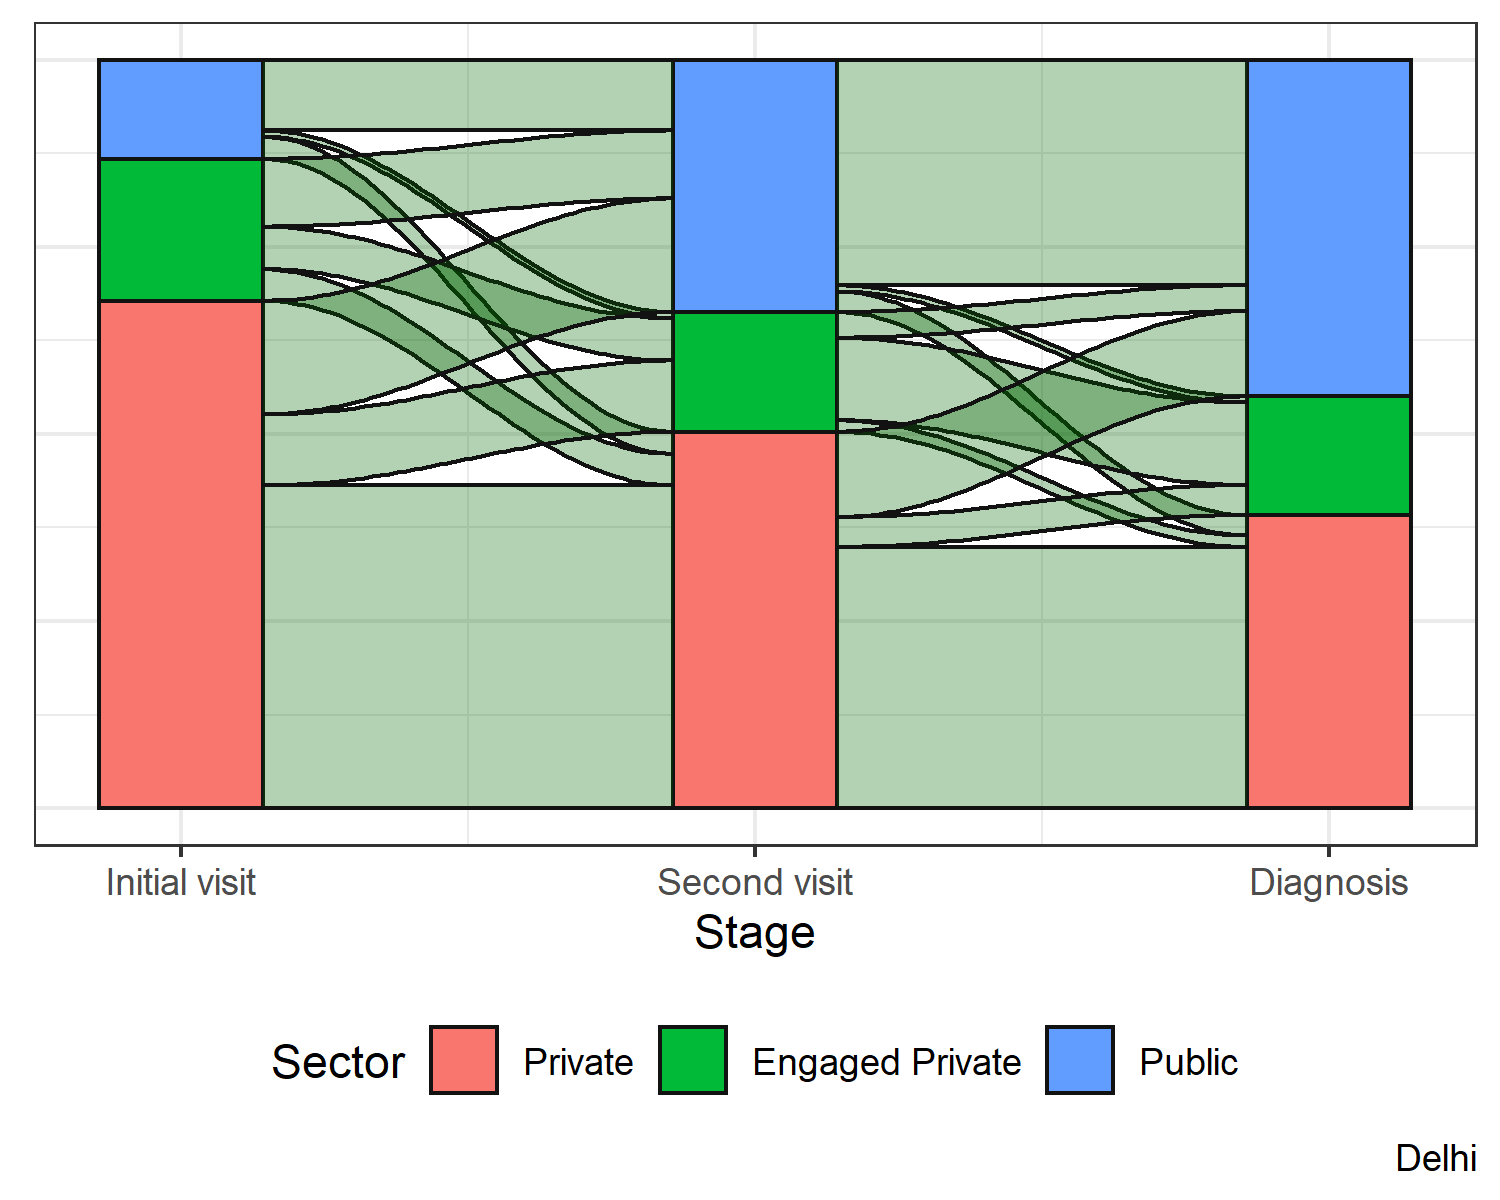 Initial visit Second visit Diagnosis
Stage
Sector Private Engaged Private Public
Delhi